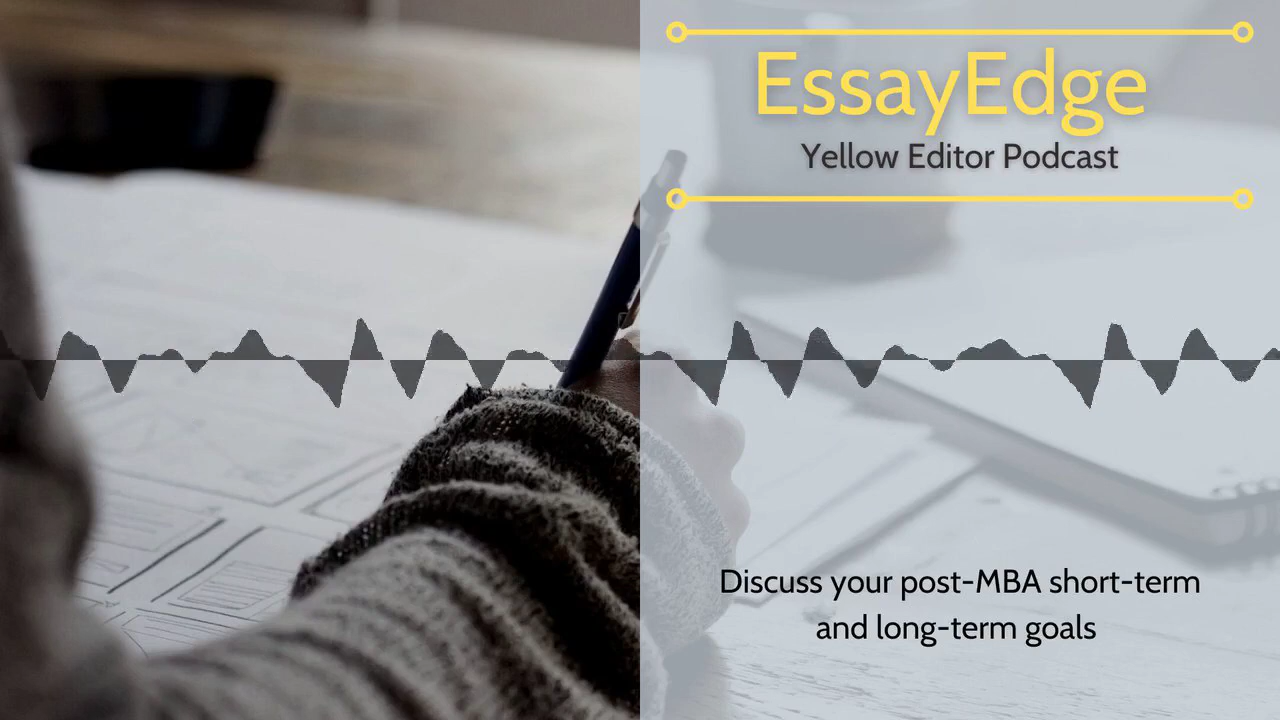 EssayEdge
Yellow Editor Podcast
Discuss your post-MBA short-term
and long-term goals